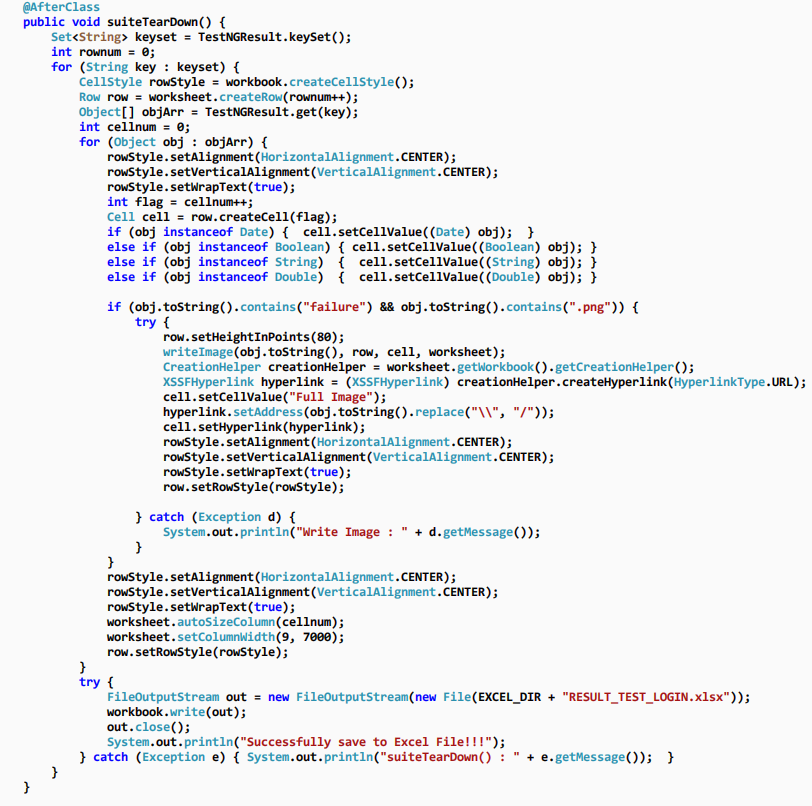 @AfterClass
public void suiteTearDown() {
    Set<String> keyset = TestNGResult.keySet();
    int rownum = 0;
    for (String key : keyset) {
        CellStyle rowStyle = workbook.createCellStyle();
        Row row = worksheet.createRow(rownum++);
        Object[] objArr = TestNGResult.get(key);
        int cellnum = 0;
        for (Object obj : objArr) {
            rowStyle.setAlignment(HorizontalAlignment.CENTER);
            rowStyle.setVerticalAlignment(VerticalAlignment.CENTER);
            rowStyle.setWrapText(true);
            int flag = cellnum++;
            Cell cell = row.createCell(flag);
            if (obj instanceof Date) {  cell.setCellValue((Date) obj);  }
            else if (obj instanceof Boolean) { cell.setCellValue((Boolean) obj); }
            else if (obj instanceof String)  {  cell.setCellValue((String) obj); }
            else if (obj instanceof Double)  {  cell.setCellValue((Double) obj); }

            if (obj.toString().contains("failure") && obj.toString().contains(".png")) {
                try {
                    row.setHeightInPoints(80);
                    writeImage(obj.toString(), row, cell, worksheet);
                    CreationHelper creationHelper = worksheet.getWorkbook().getCreationHelper();
                    XSSFHyperlink hyperlink = (XSSFHyperlink) creationHelper.createHyperlink(HyperlinkType.URL);
                    cell.setCellValue("Full Image");
                    hyperlink.setAddress(obj.toString().replace("\\", "/"));
                    cell.setHyperlink(hyperlink);
                    rowStyle.setAlignment(HorizontalAlignment.CENTER);
                    rowStyle.setVerticalAlignment(VerticalAlignment.CENTER);
                    rowStyle.setWrapText(true);
                    row.setRowStyle(rowStyle);

                } catch (Exception d) {
                    System.out.println("Write Image : " + d.getMessage());
                }
            }
            rowStyle.setAlignment(HorizontalAlignment.CENTER);
            rowStyle.setVerticalAlignment(VerticalAlignment.CENTER);
            rowStyle.setWrapText(true);
            worksheet.autoSizeColumn(cellnum);
            worksheet.setColumnWidth(9, 7000);
            row.setRowStyle(rowStyle);
        }
        try {
            FileOutputStream out = new FileOutputStream(new File(EXCEL_DIR + "RESULT_TEST_LOGIN.xlsx"));
            workbook.write(out);
            out.close();
            System.out.println("Successfully save to Excel File!!!");
        } catch (Exception e) { System.out.println("suiteTearDown() : " + e.getMessage());  }
    }
}